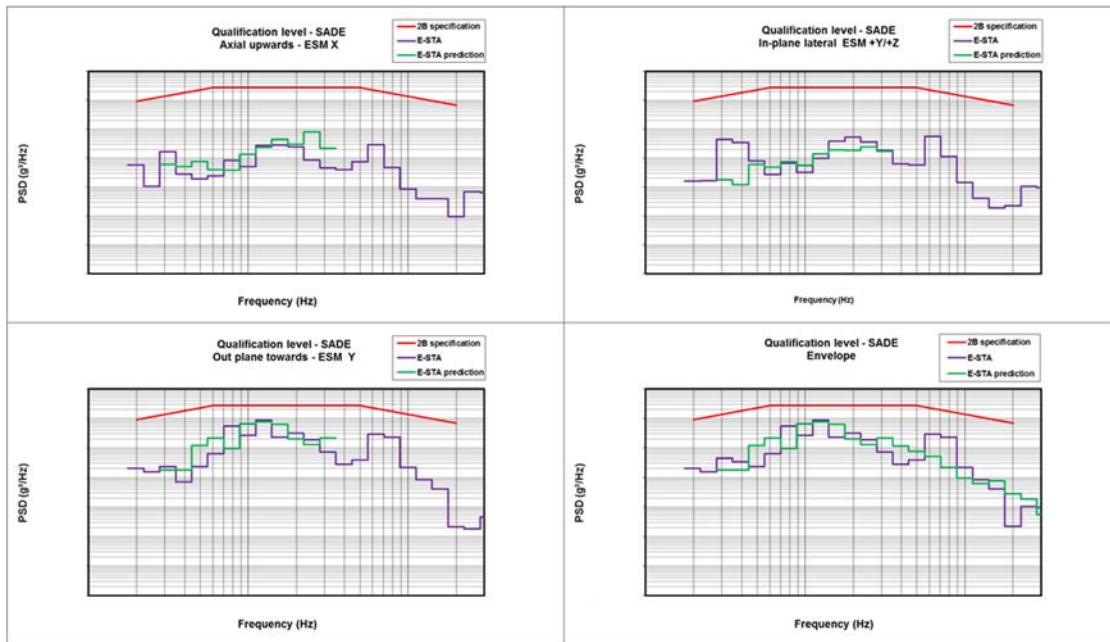 Qualification level - SADE
Axial upwards - ESM X
2B specification
E-STA
E-STA prediction
PSD (g²/Hz)
Frequency (Hz)
Qualification level - SADE
In-plane lateral ESM +Y/+Z
2B specification
E-STA
E-STA prediction
PSD (g²/Hz)
Frequency (Hz)
Qualification level - SADE
Out plane towards - ESM Y
2B specification
E-STA
E-STA prediction
PSD (g²/Hz)
Frequency (Hz)
Qualification level - SADE
Envelope
2B specification
E-STA
E-STA prediction
PSD (g²/Hz)
Frequency (Hz)